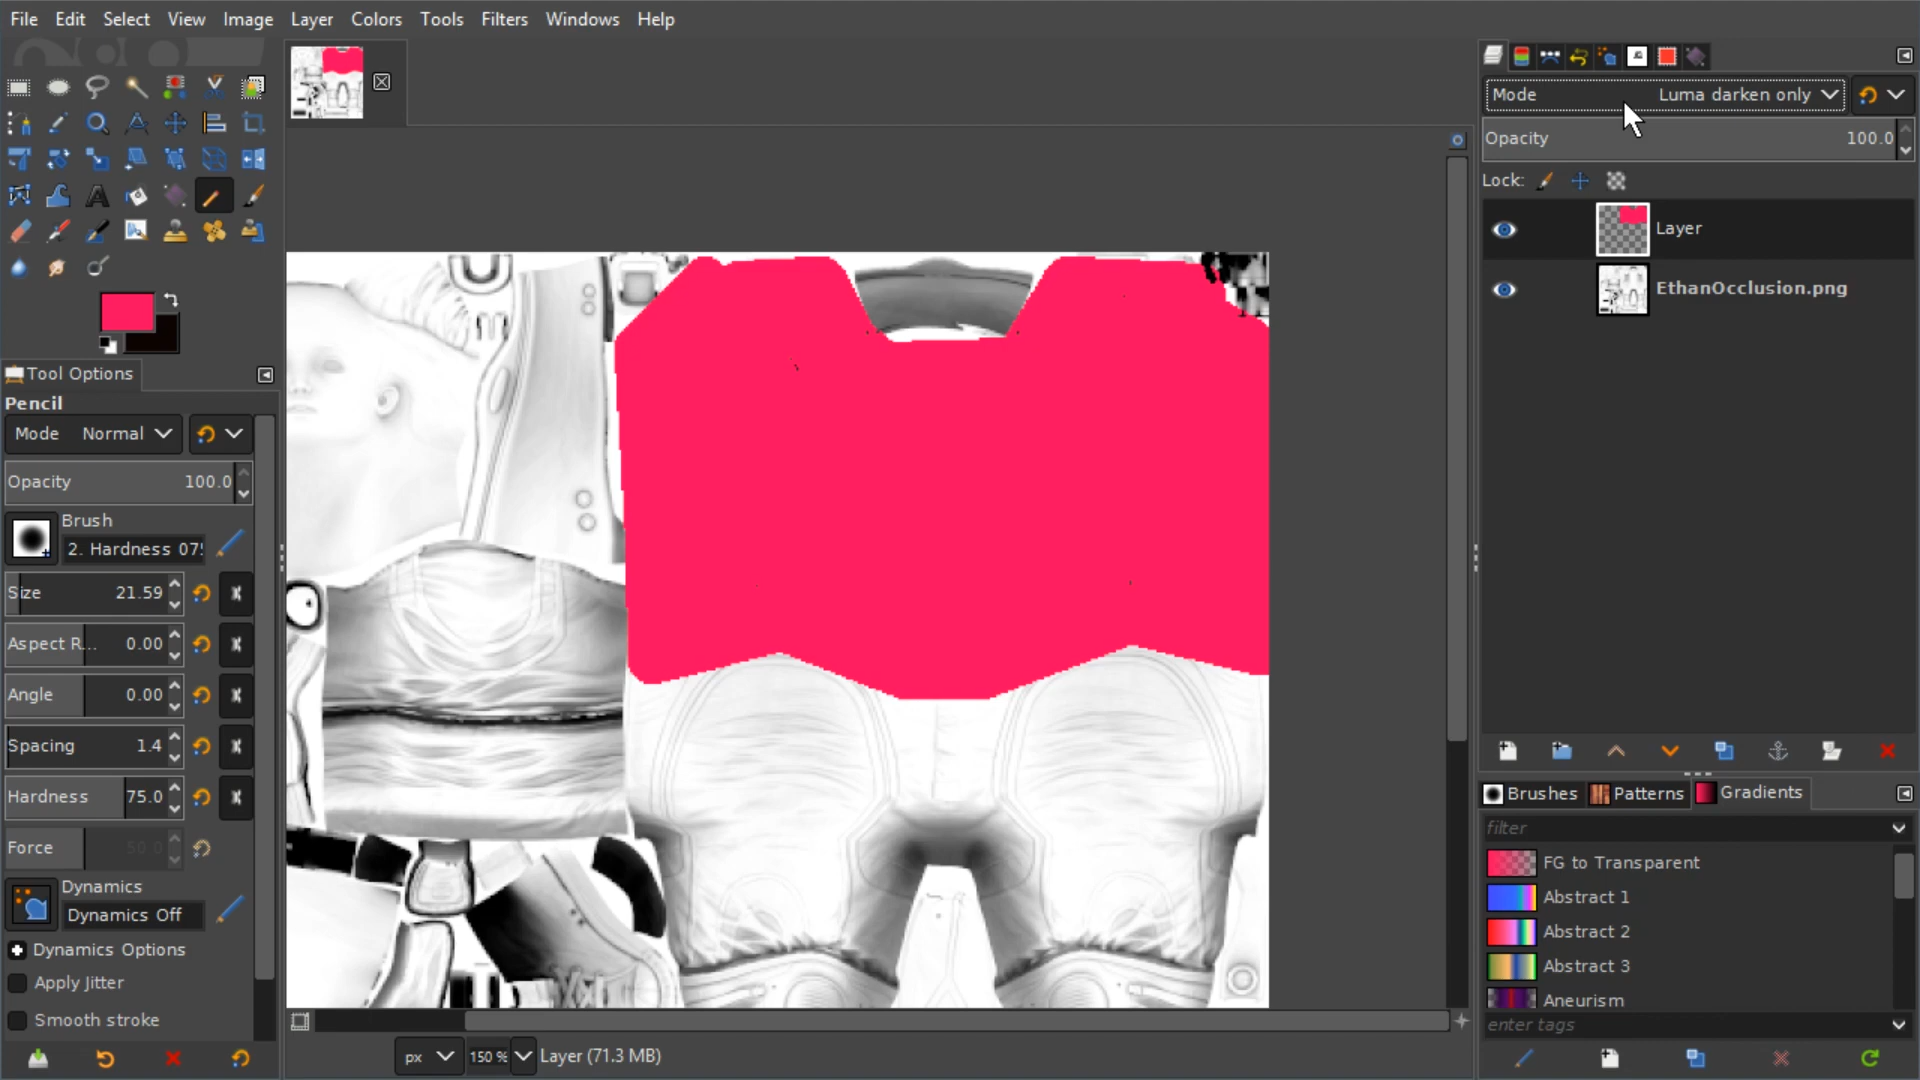 File Edit Select View Image Layer Colors Tools Filters Windows Help
Mode Luma darken only
Opacity 100.0
Lock:
Layer
EthanOcclusion.png
Tool Options
Pencil
Mode Normal
Opacity 100.0
Brush
2. Hardness 075
Size 21.59
Aspect R... 0.00
Angle 0.00
Spacing 1.4
Hardness 75.0
Force 50.0
Dynamics
Dynamics Off
Dynamics Options
Apply Jitter
Smooth stroke
px 150 % Layer (71.3 MB)
Brushes Patterns Gradients
filter
FG to Transparent
Abstract 1
Abstract 2
Abstract 3
Aneurism
enter tags